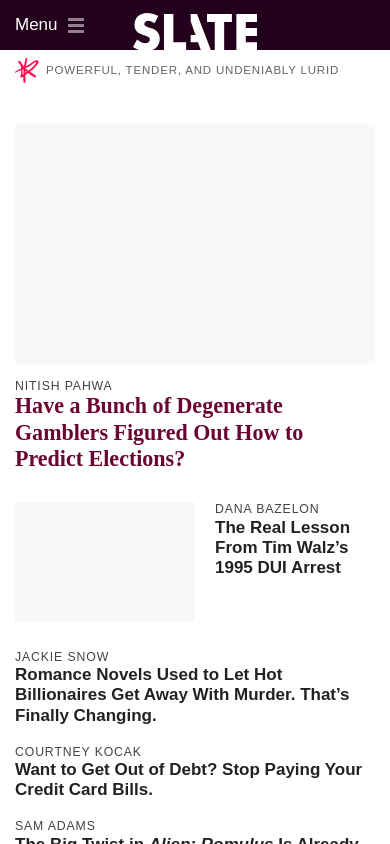 Menu
SLATE
POWERFUL, TENDER, AND UNDENIABLY LURID
NITISH PAHWA
Have a Bunch of Degenerate
Gamblers Figured Out How to
Predict Elections?
DANA BAZELON
The Real Lesson
From Tim Walz’s
1995 DUI Arrest
JACKIE SNOW
Romance Novels Used to Let Hot
Billionaires Get Away With Murder. That’s
Finally Changing.
COURTNEY KOCAK
Want to Get Out of Debt? Stop Paying Your
Credit Card Bills.
SAM ADAMS
The Big Twist in Alien: Romulus Is Already